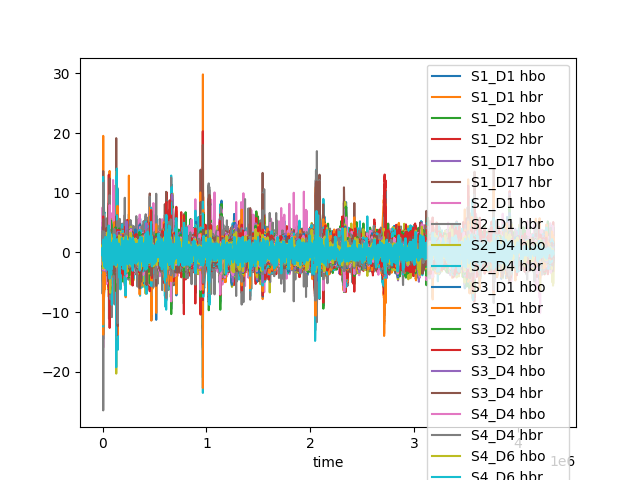 30
20
10
0
−10
−20
0
1
2
3
4
1e6
time
S1_D1 hbo
S1_D1 hbr
S1_D2 hbo
S1_D2 hbr
S1_D17 hbo
S1_D17 hbr
S2_D1 hbo
S2_D1 hbr
S2_D4 hbo
S2_D4 hbr
S3_D1 hbo
S3_D1 hbr
S3_D2 hbo
S3_D2 hbr
S3_D4 hbo
S3_D4 hbr
S4_D4 hbo
S4_D4 hbr
S4_D6 hbo
S4_D6 hbr